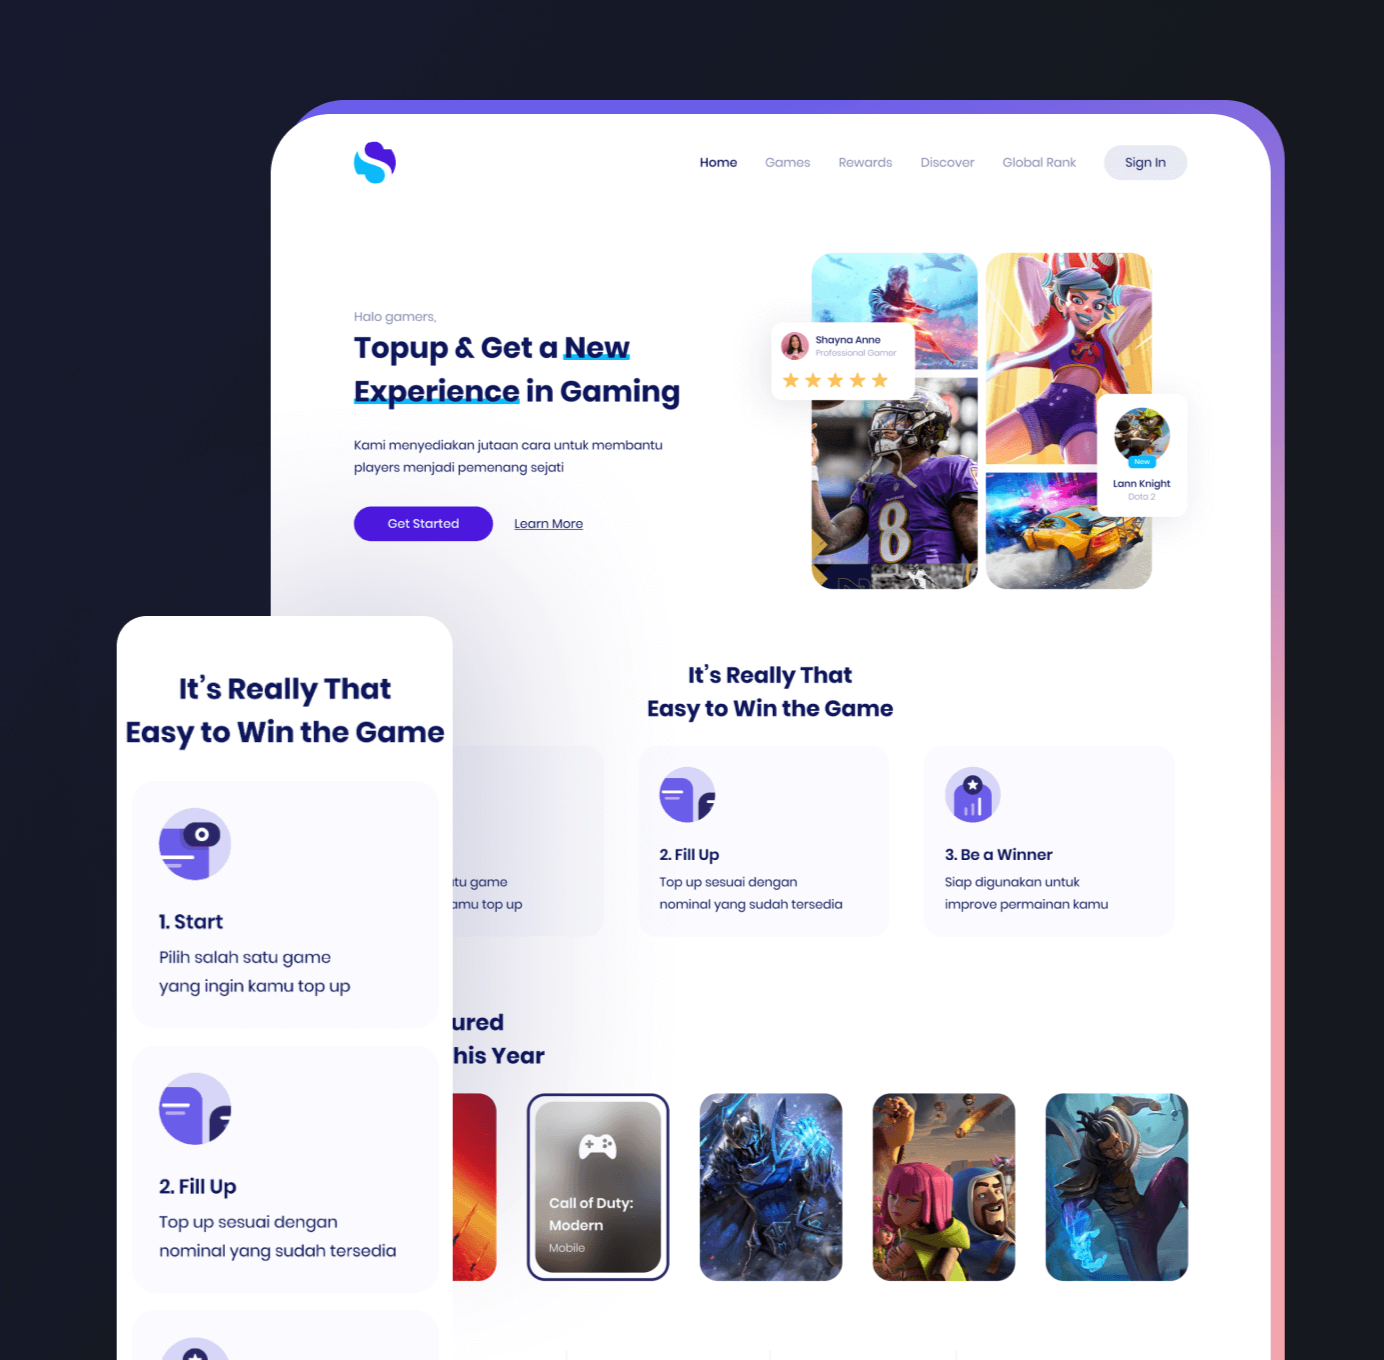 Home
Games
Rewards
Discover
Global Rank
Sign In
Halo gamers,
Topup & Get a New
Experience in Gaming
Kami menyediakan jutaan cara untuk membantu
players menjadi pemenang sejati
Get Started
Learn More
Shayna Anne
Professional Gamer
8
New
Lann Knight
Dota 2
It's Really That
Easy to Win the Game
tu game
amu top up
2. Fill Up
Top up sesuai dengan
nominal yang sudah tersedia
3. Be a Winner
Siap digunakan untuk
improve permainan kamu
ured
his Year
Call of Duty:
Modern
Mobile
It's Really That
Easy to Win the Game
1. Start
Pilih salah satu game
yang ingin kamu top up
2. Fill Up
Top up sesuai dengan
nominal yang sudah tersedia